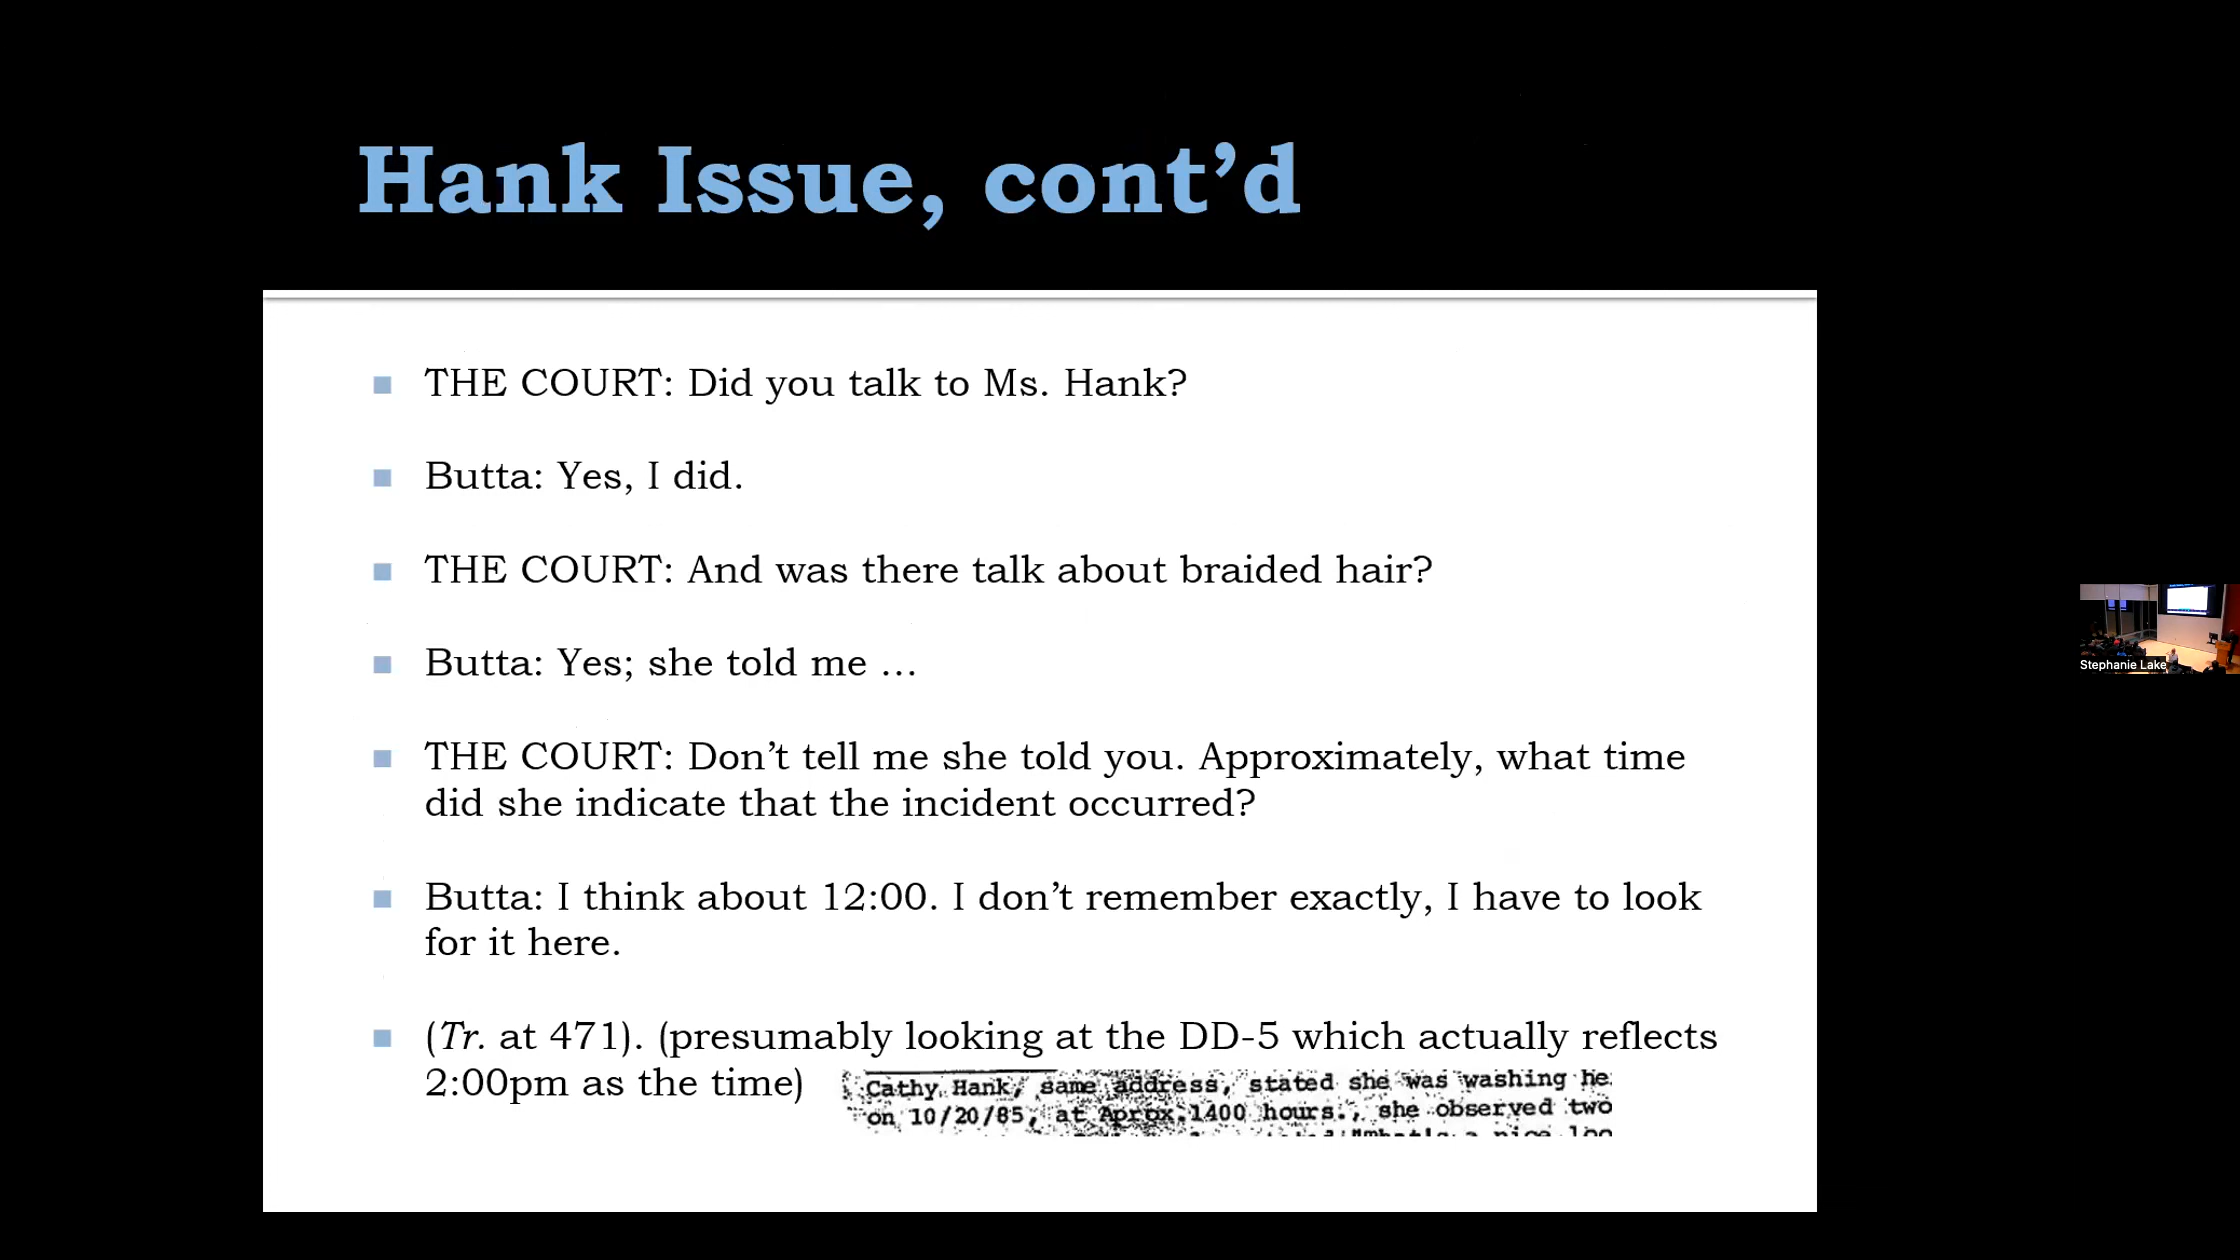 Hank Issue, cont’d
THE COURT: Did you talk to Ms. Hank?
Butta: Yes, I did.
THE COURT: And was there talk about braided hair?
Butta: Yes; she told me …
THE COURT: Don’t tell me she told you. Approximately, what time
did she indicate that the incident occurred?
Butta: I think about 12:00. I don’t remember exactly, I have to look
for it here.
(Tr. at 471). (presumably looking at the DD-5 which actually reflects
2:00pm as the time)
Cathy Hank, same address, stated she was washing he
on 10/20/85, at Aprox. 1400 hours., she observed two
Stephanie Lake